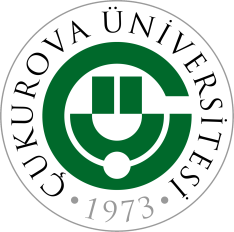 ÇUKUROVA ÜNİVERSİTESİ
• 1973 •